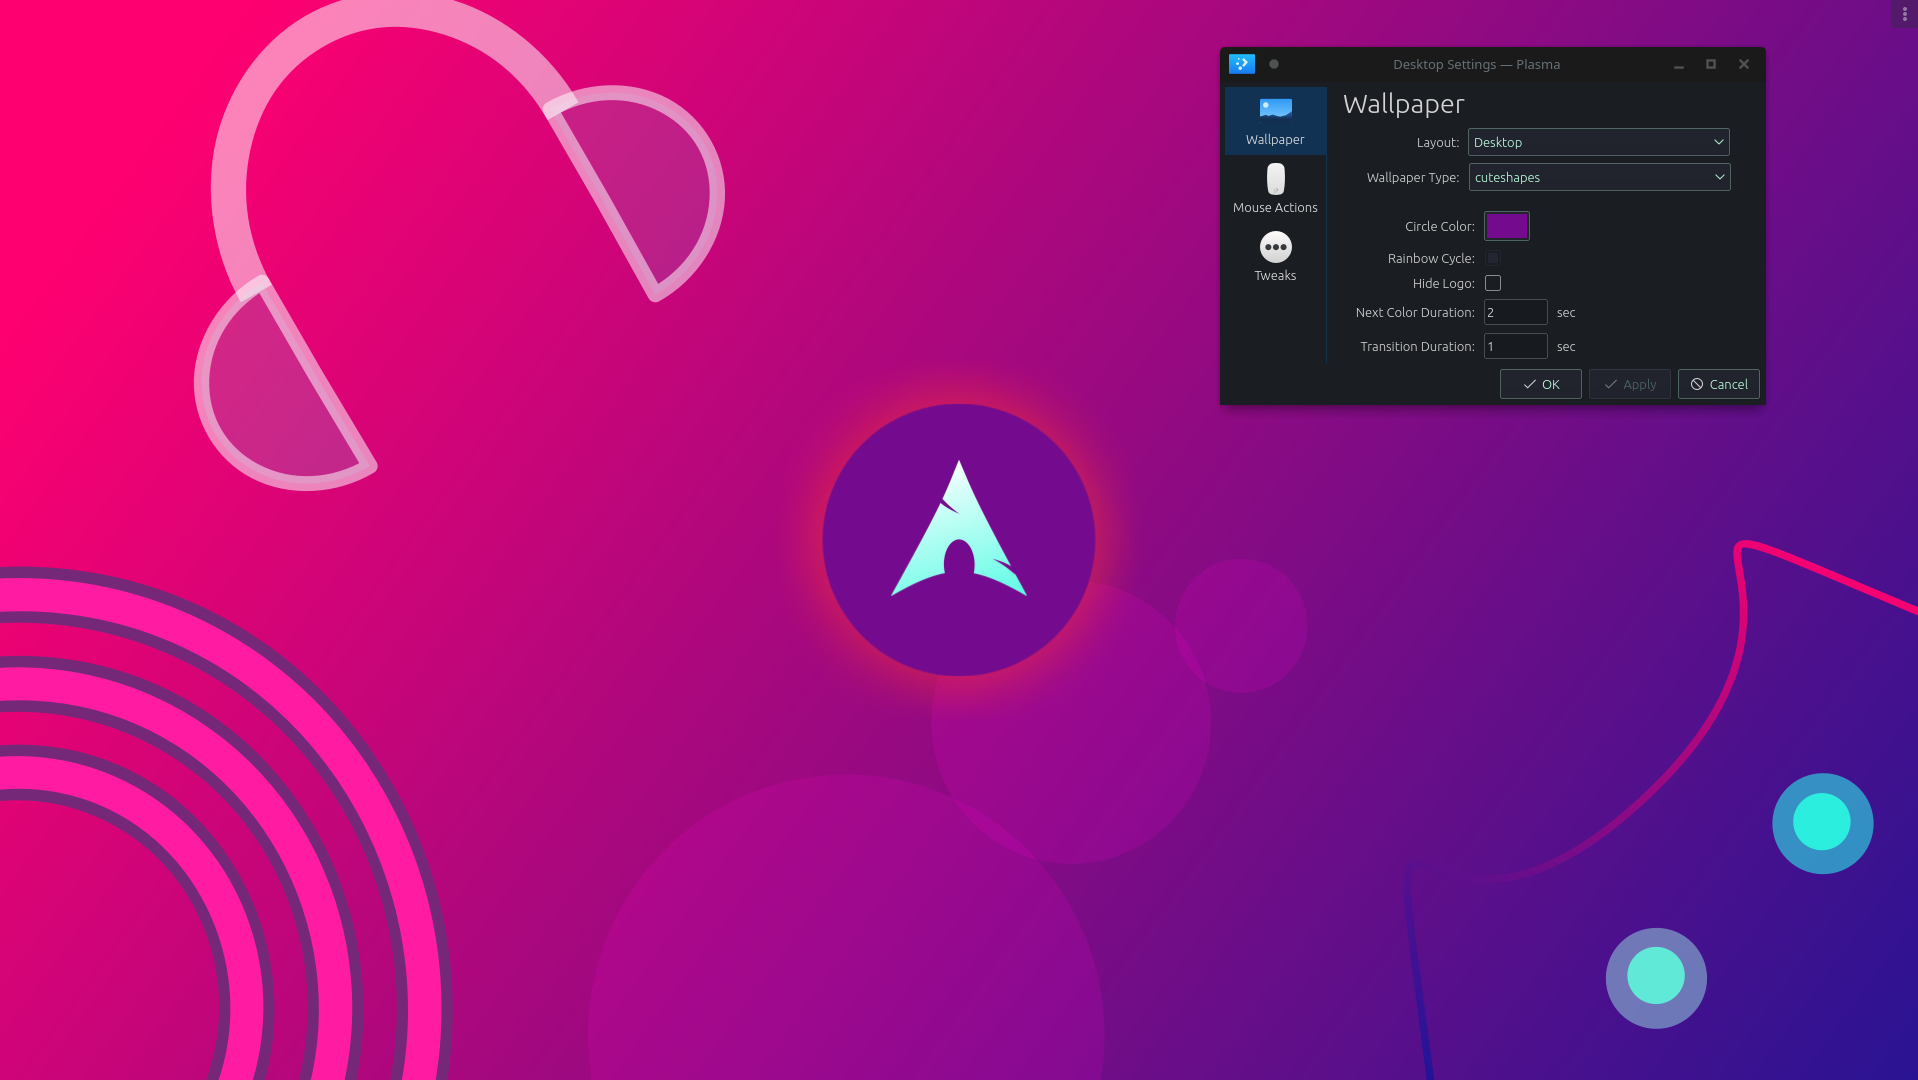 Desktop Settings — Plasma
Wallpaper
Mouse Actions
Tweaks
Wallpaper
Layout: Desktop
Wallpaper Type: cuteshapes
Circle Color:
Rainbow Cycle:
Hide Logo:
Next Color Duration: 2 sec
Transition Duration: 1 sec
OK Apply Cancel